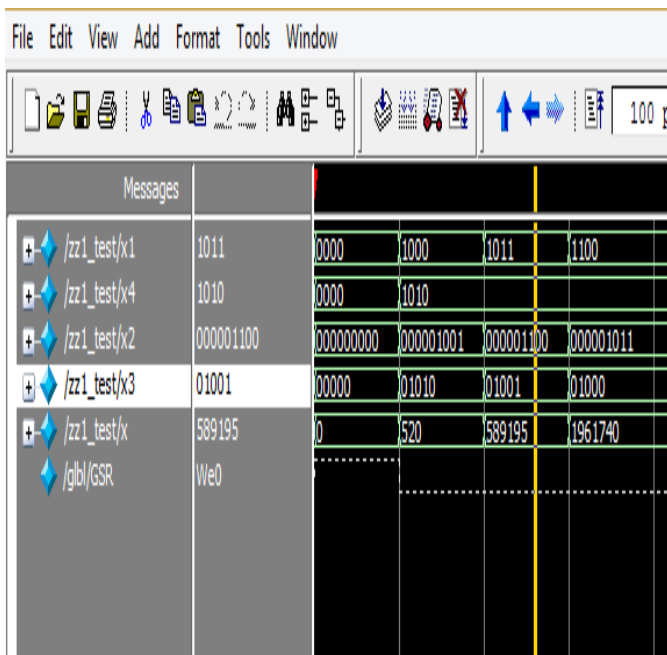 File Edit View Add Format Tools Window
100
Messages
/zz1_test/x1 1011 0000 1000 1011 1100
/zz1_test/x4 1010 0000 1010
/zz1_test/x2 000001100 000000000 000001001 000001100 000001011
/zz1_test/x3 01001 00000 01010 01001 01000
/zz1_test/x 589195 0 520 589195 1961740
/glbl/GSR We0